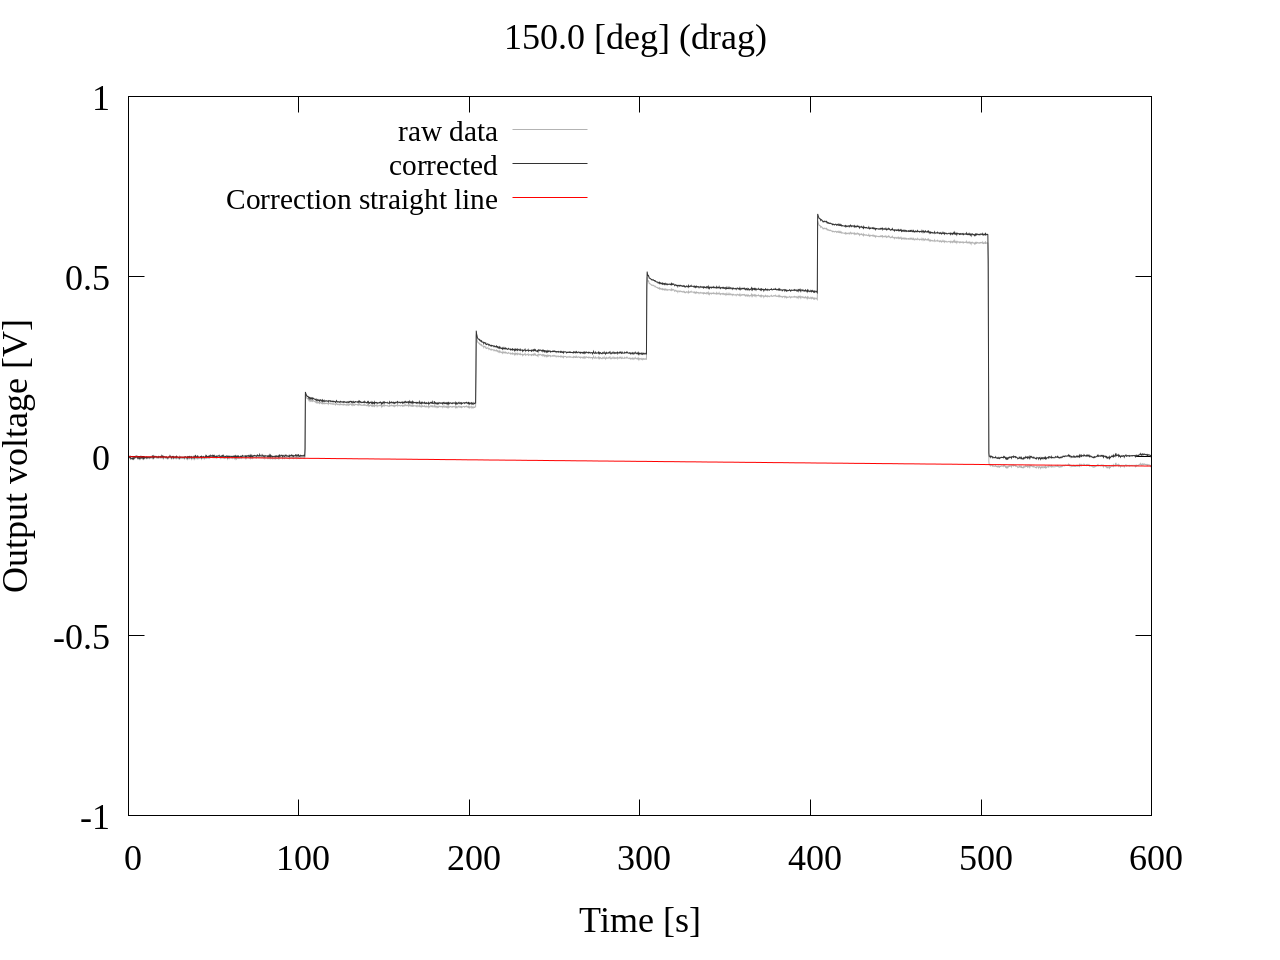 150.0 [deg] (drag)
1
raw data
corrected
Correction straight line
0.5
0
-0.5
-1
Output voltage [V]
0 100 200 300 400 500 600
Time [s]